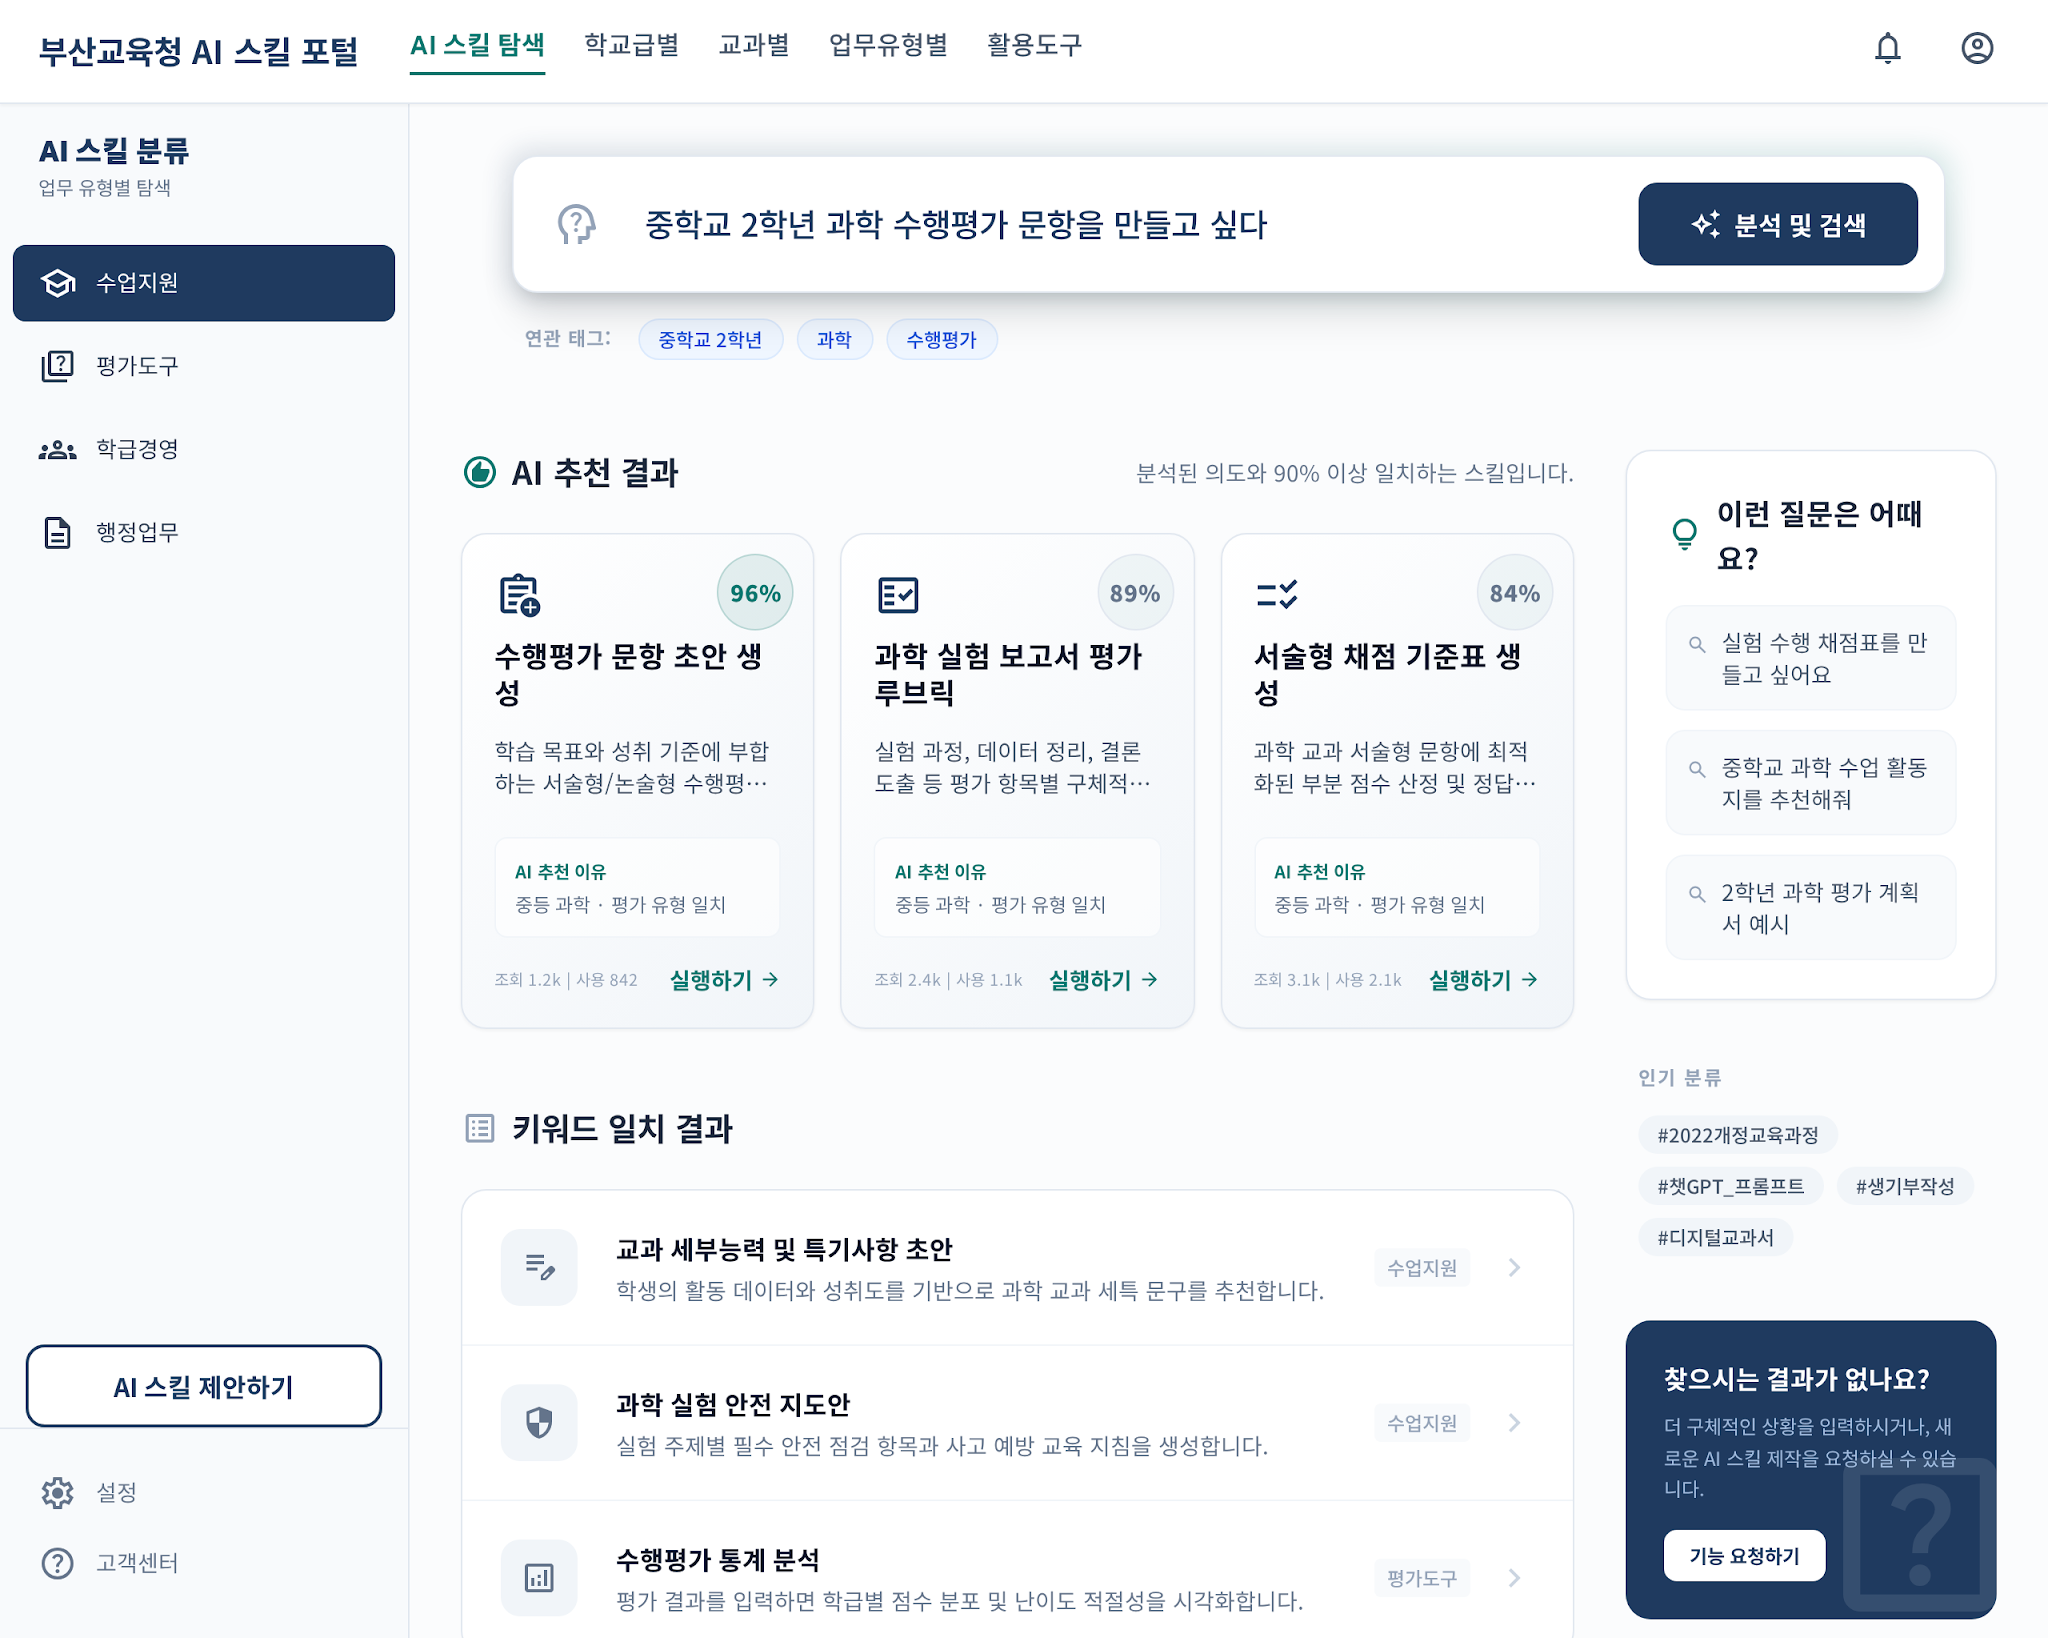 부산교육청 AI 스킬 포털
AI 스킬 탐색
학교급별
교과별
업무유형별
활용도구
AI 스킬 분류
업무 유형별 탐색
수업지원
평가도구
학급경영
행정업무
AI 스킬 제안하기
설정
고객센터
중학교 2학년 과학 수행평가 문항을 만들고 싶다
분석 및 검색
연관 태그:
중학교 2학년
과학
수행평가
AI 추천 결과
분석된 의도와 90% 이상 일치하는 스킬입니다.
96%
수행평가 문항 초안 생
성
학습 목표와 성취 기준에 부합
하는 서술형/논술형 수행평…
AI 추천 이유
중등 과학 · 평가 유형 일치
조회 1.2k | 사용 842
실행하기 →
89%
과학 실험 보고서 평가
루브릭
실험 과정, 데이터 정리, 결론
도출 등 평가 항목별 구체적…
AI 추천 이유
중등 과학 · 평가 유형 일치
조회 2.4k | 사용 1.1k
실행하기 →
84%
서술형 채점 기준표 생
성
과학 교과 서술형 문항에 최적
화된 부분 점수 산정 및 정답…
AI 추천 이유
중등 과학 · 평가 유형 일치
조회 3.1k | 사용 2.1k
실행하기 →
키워드 일치 결과
교과 세부능력 및 특기사항 초안
학생의 활동 데이터와 성취도를 기반으로 과학 교과 세특 문구를 추천합니다.
수업지원
과학 실험 안전 지도안
실험 주제별 필수 안전 점검 항목과 사고 예방 교육 지침을 생성합니다.
수업지원
수행평가 통계 분석
평가 결과를 입력하면 학급별 점수 분포 및 난이도 적절성을 시각화합니다.
평가도구
이런 질문은 어때
요?
실험 수행 채점표를 만
들고 싶어요
중학교 과학 수업 활동
지를 추천해줘
2학년 과학 평가 계획
서 예시
인기 분류
#2022개정교육과정
#챗GPT_프롬프트
#생기부작성
#디지털교과서
찾으시는 결과가 없나요?
더 구체적인 상황을 입력하시거나, 새
로운 AI 스킬 제작을 요청하실 수 있습
니다.
기능 요청하기